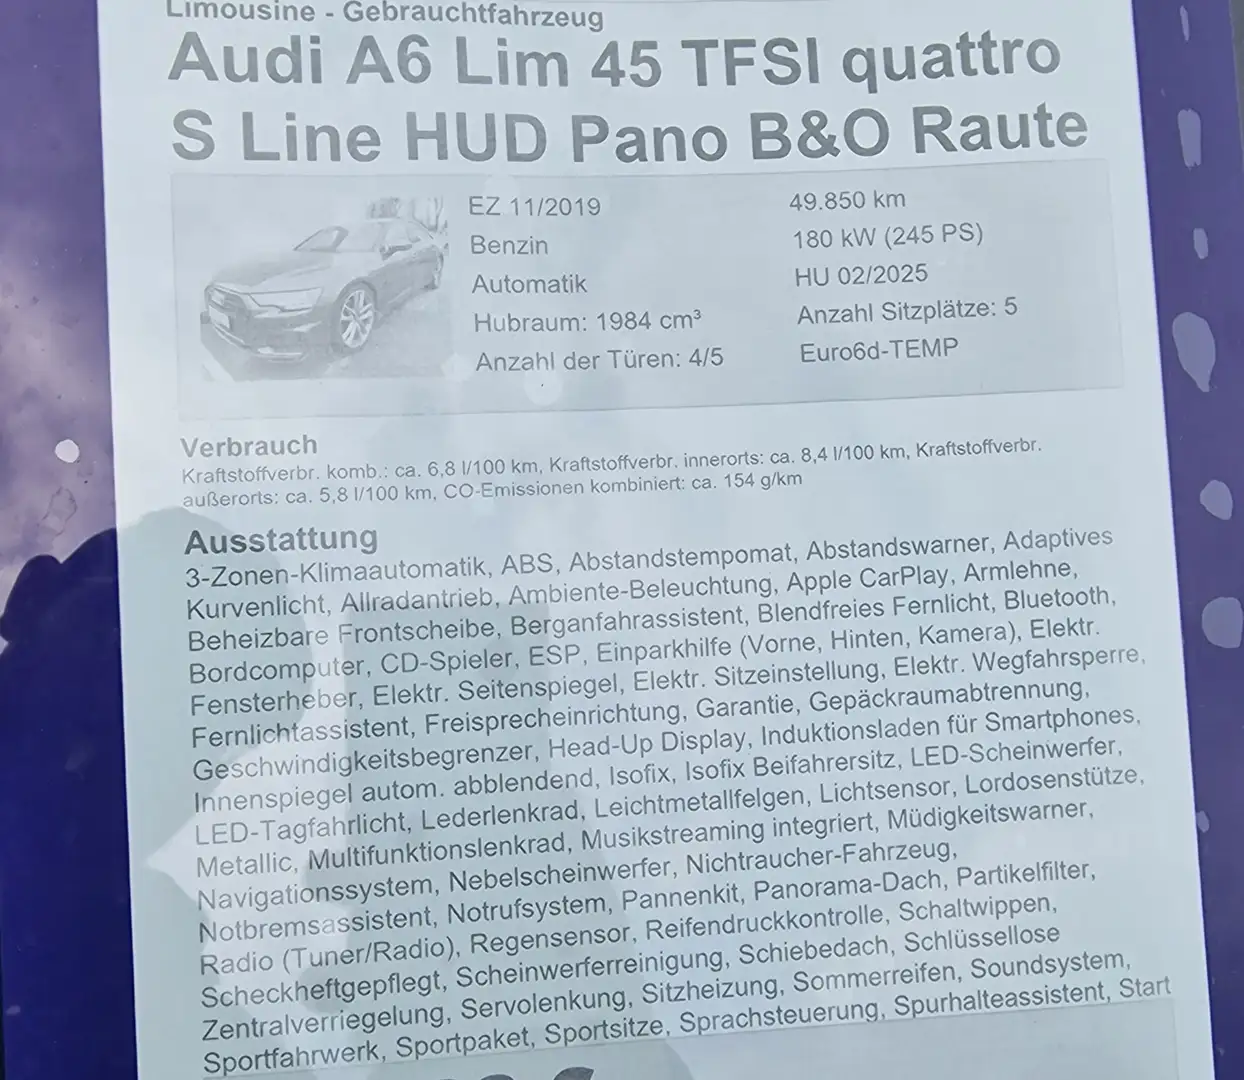 Limousine - Gebrauchtfahrzeug
Audi A6 Lim 45 TFSI quattro
S Line HUD Pano B&O Raute
EZ 11/2019
49.850 km
Benzin
180 kW (245 PS)
Automatik
HU 02/2025
Hubraum: 1984 cm³
Anzahl Sitzplätze: 5
Anzahl der Türen: 4/5
Euro6d-TEMP
Verbrauch
Kraftstoffverbr. komb.: ca. 6,8 l/100 km, Kraftstoffverbr. innerorts: ca. 8,4 l/100 km, Kraftstoffverbr.
außerorts: ca. 5,8 l/100 km, CO-Emissionen kombiniert: ca. 154 g/km
Ausstattung
3-Zonen-Klimaautomatik, ABS, Abstandstempomat, Abstandswarner, Adaptives
Kurvenlicht, Allradantrieb, Ambiente-Beleuchtung, Apple CarPlay, Armlehne,
Beheizbare Frontscheibe, Berganfahrassistent, Blendfreies Fernlicht, Bluetooth,
Bordcomputer, CD-Spieler, ESP, Einparkhilfe (Vorne, Hinten, Kamera), Elektr.
Fensterheber, Elektr. Seitenspiegel, Elektr. Sitzeinstellung, Elektr. Wegfahrsperre,
Fernlichtassistent, Freisprecheinrichtung, Garantie, Gepäckraumabtrennung,
Geschwindigkeitsbegrenzer, Head-Up Display, Induktionsladen für Smartphones,
Innenspiegel autom. abblendend, Isofix, Isofix Beifahrersitz, LED-Scheinwerfer,
LED-Tagfahrlicht, Lederlenkrad, Leichtmetallfelgen, Lichtsensor, Lordosenstütze,
Metallic, Multifunktionslenkrad, Musikstreaming integriert, Müdigkeitswarner,
Navigationssystem, Nebelscheinwerfer, Nichtraucher-Fahrzeug,
Notbremsassistent, Notrufsystem, Pannenkit, Panorama-Dach, Partikelfilter,
Radio (Tuner/Radio), Regensensor, Reifendruckkontrolle, Schaltwippen,
Scheckheftgepflegt, Scheinwerferreinigung, Schiebedach, Schlüssellose
Zentralverriegelung, Servolenkung, Sitzheizung, Sommerreifen, Soundsystem,
Sportfahrwerk, Sportpaket, Sportsitze, Sprachsteuerung, Spurhalteassistent, Start